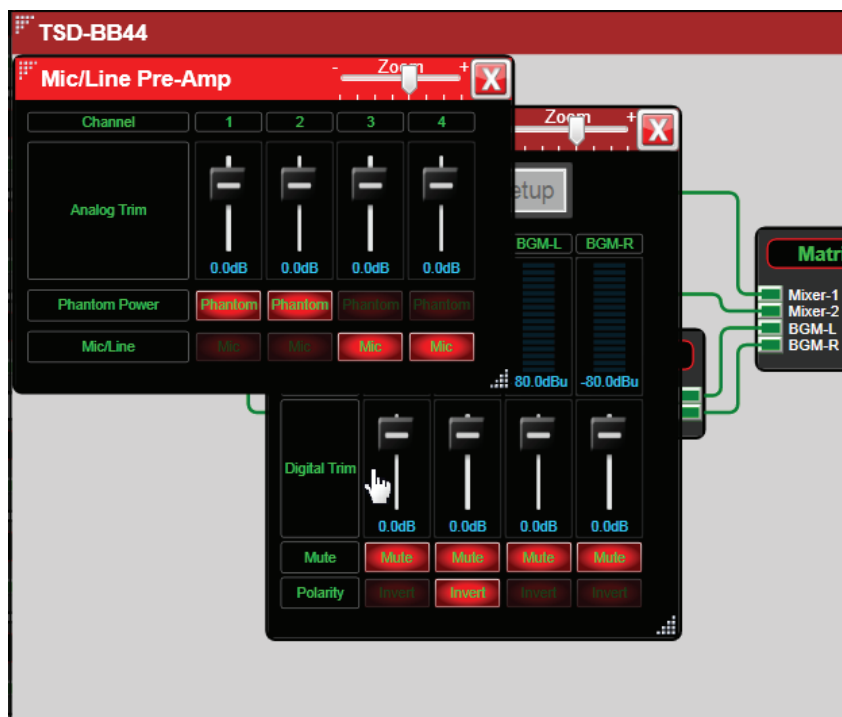 TSD-BB44
Mic/Line Pre-Amp
- Zoom +
X
Channel 1 2 3 4
Analog Trim
0.0dB 0.0dB 0.0dB 0.0dB
Phantom Power Phantom Phantom Phantom Phantom
Mic/Line Mic Mic Mic Mic
Zoom +
X
etup
BGM-L BGM-R
80.0dBu -80.0dBu
Digital Trim
0.0dB 0.0dB 0.0dB 0.0dB
Mute Mute Mute Mute Mute
Polarity Invert Invert Invert Invert
Matri
Mixer-1
Mixer-2
BGM-L
BGM-R